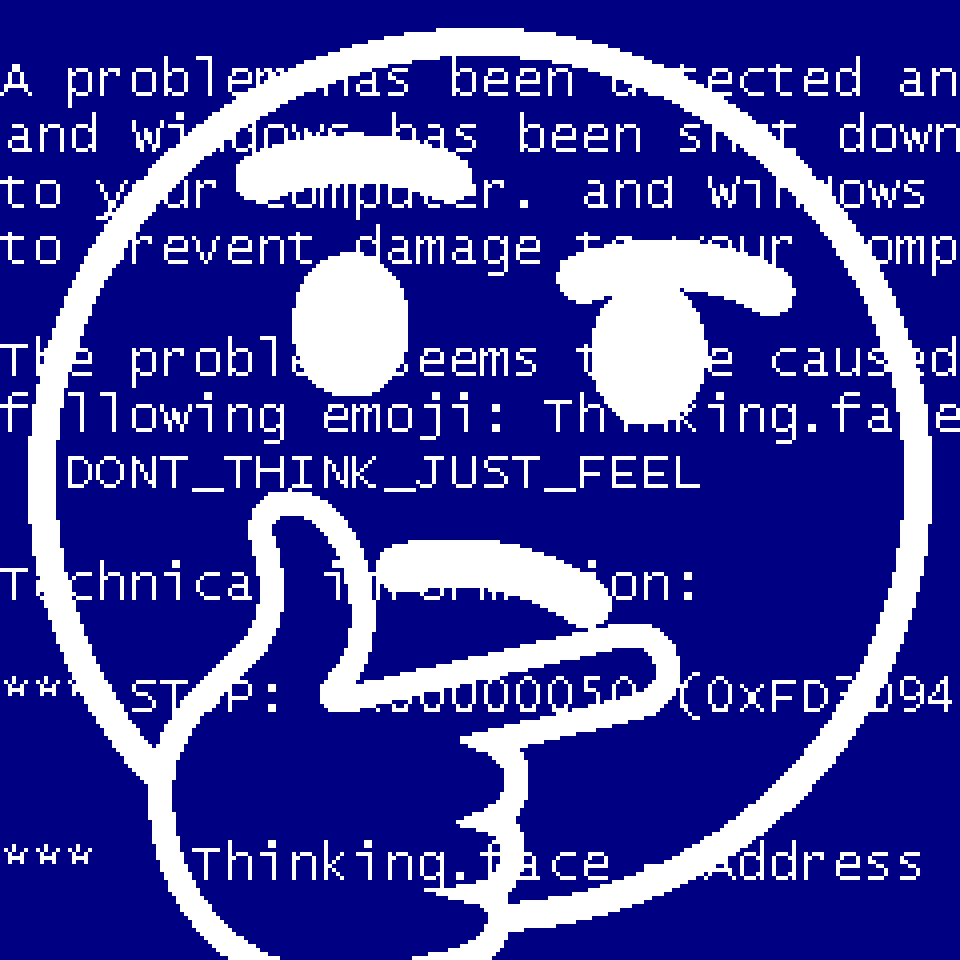 A problem has been detected an
and Windows has been shut down
to your computer. and Windows
to prevent damage to your comp
The problem seems to be caused
following emoji: Thinking.face
DONT_THINK_JUST_FEEL
Technical information:
*** STOP: (0xFD3D94
*** Thinking.face - Address